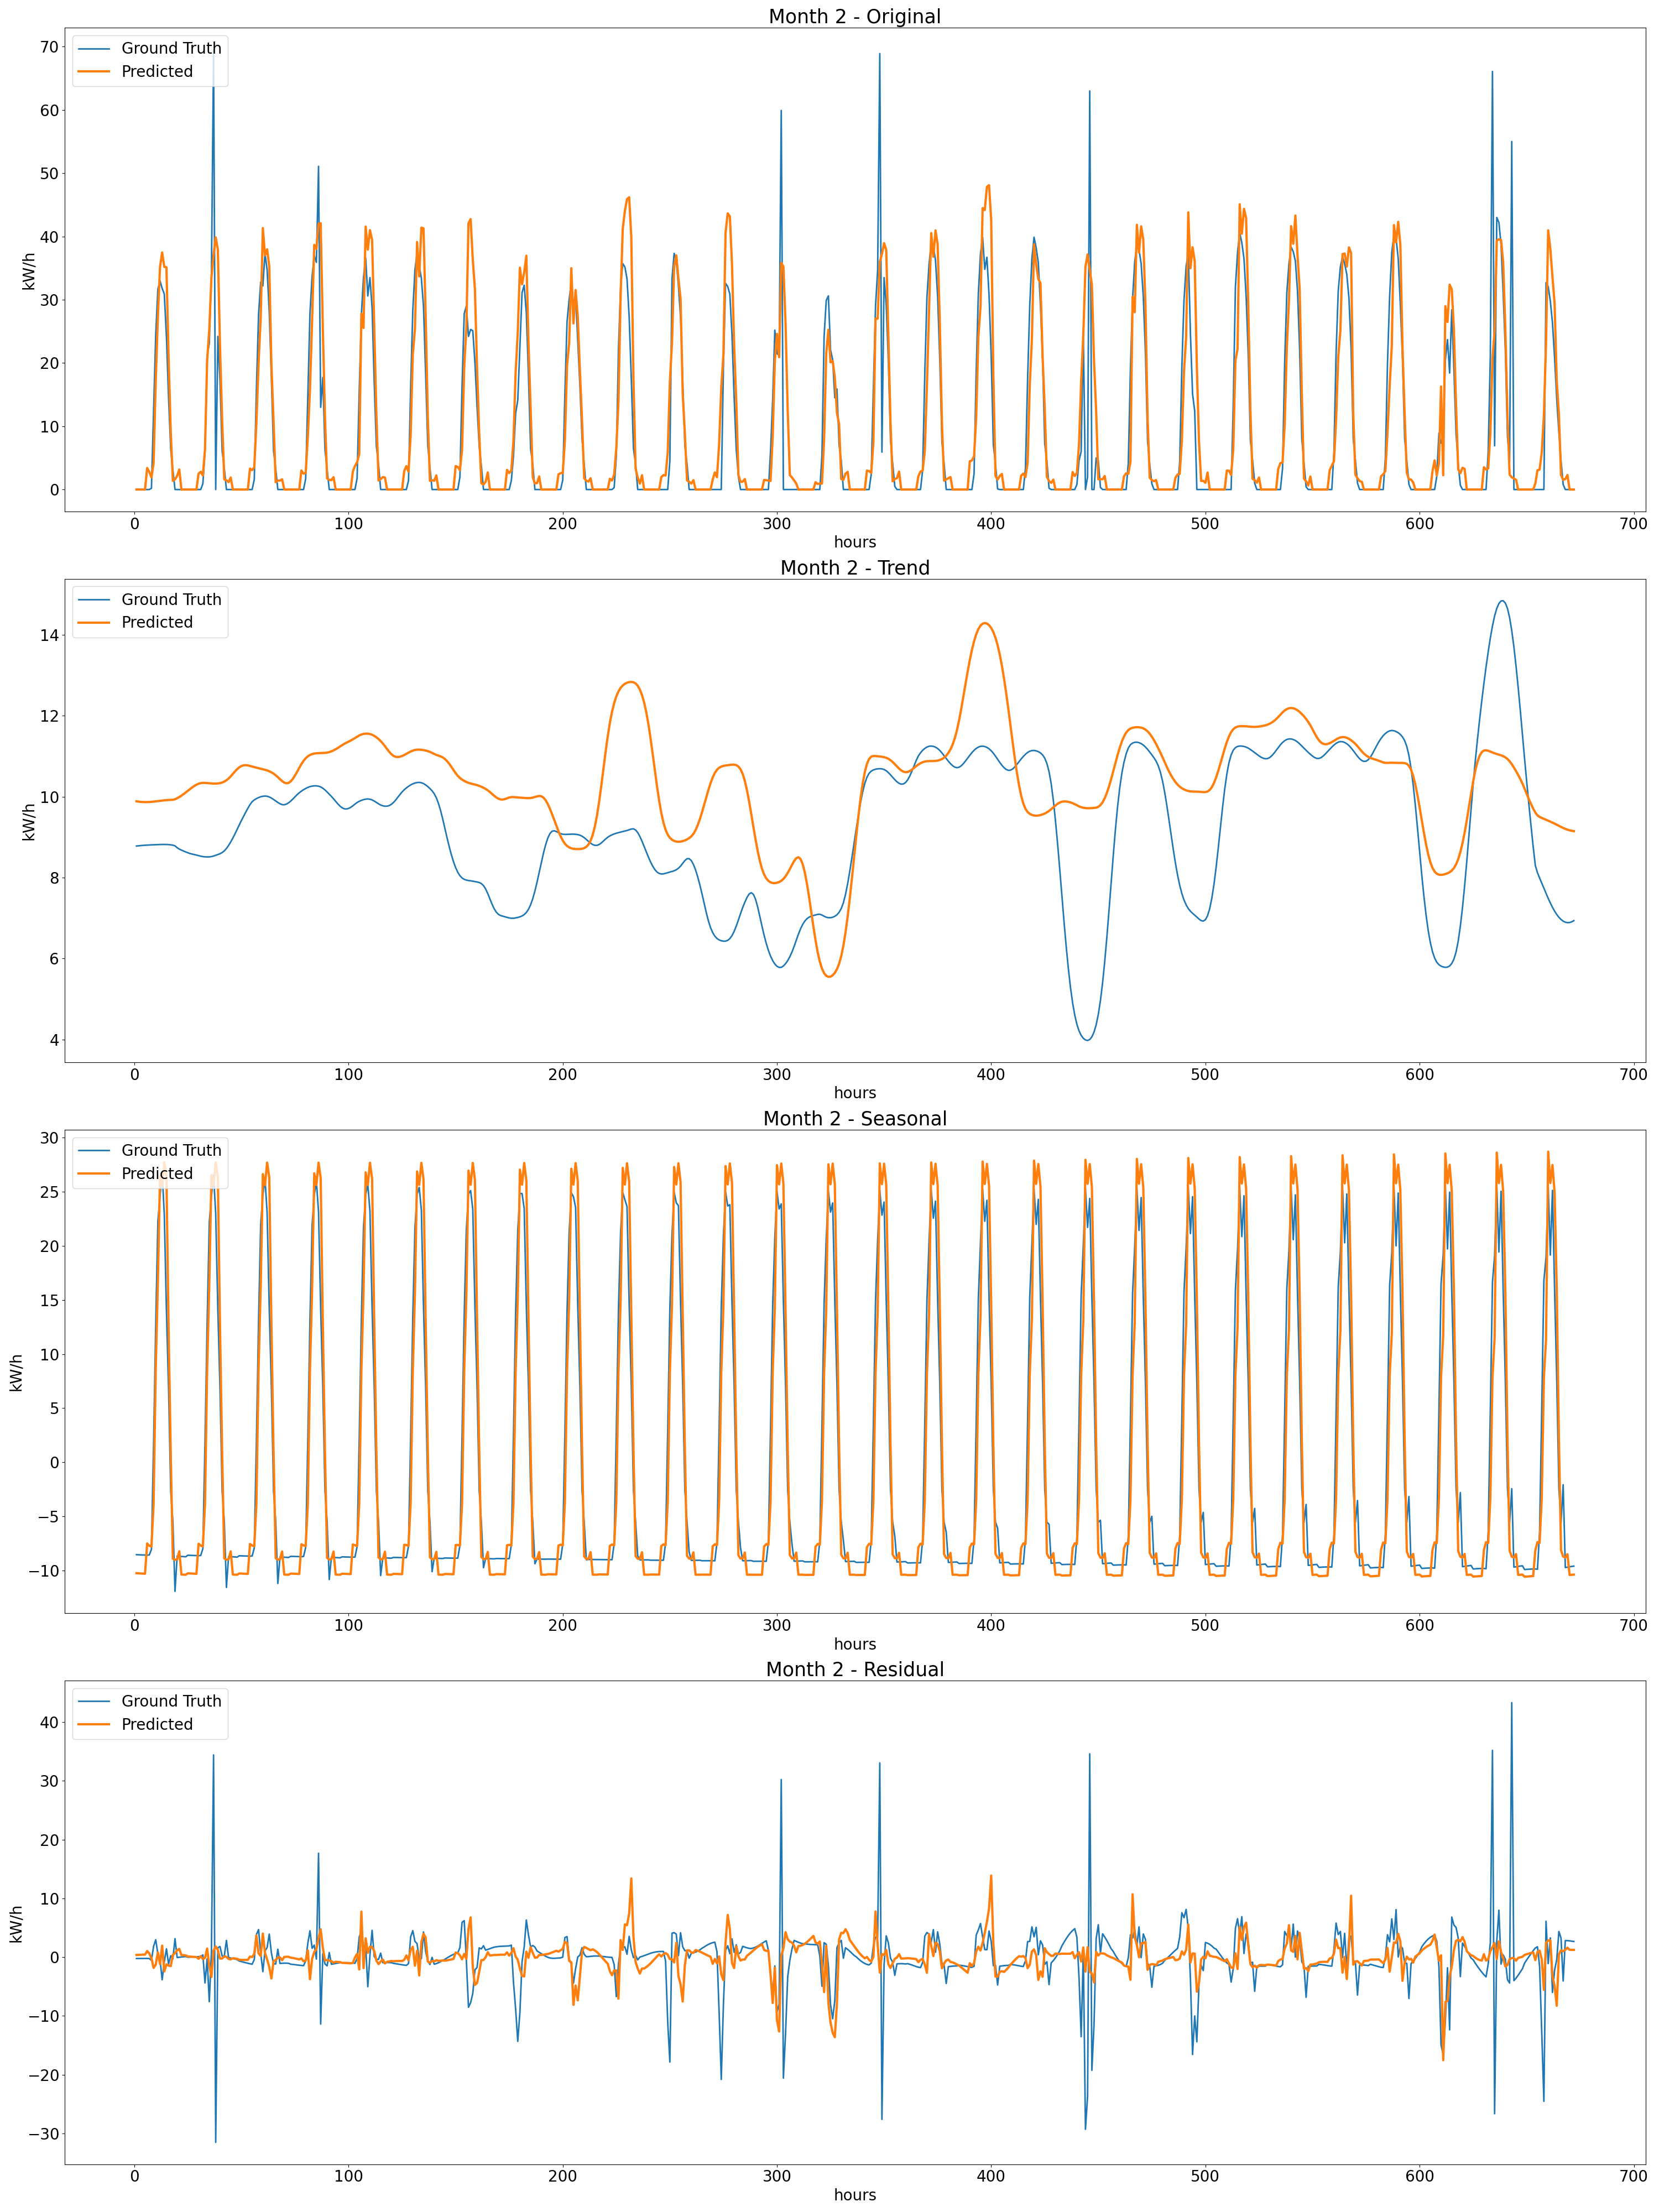 Month 2 - Original
Ground Truth
Predicted
70
60
50
40
30
20
10
0
kW/h
0 100 200 300 400 500 600 700
hours
Month 2 - Trend
Ground Truth
Predicted
14
12
10
8
6
4
kW/h
0 100 200 300 400 500 600 700
hours
Month 2 - Seasonal
Ground Truth
Predicted
30
25
20
15
10
5
0
−5
−10
kW/h
0 100 200 300 400 500 600 700
hours
Month 2 - Residual
Ground Truth
Predicted
40
30
20
10
0
−10
−20
−30
kW/h
0 100 200 300 400 500 600 700
hours